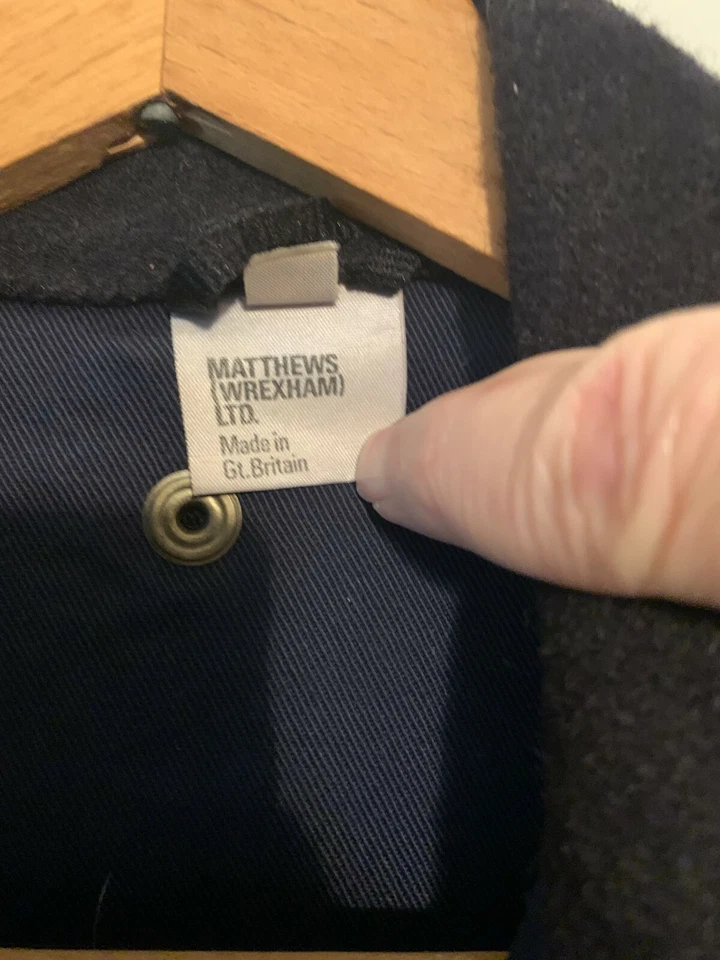 MATTHEWS
(WREXHAM)
LTD.
Made in
Gt.Britain